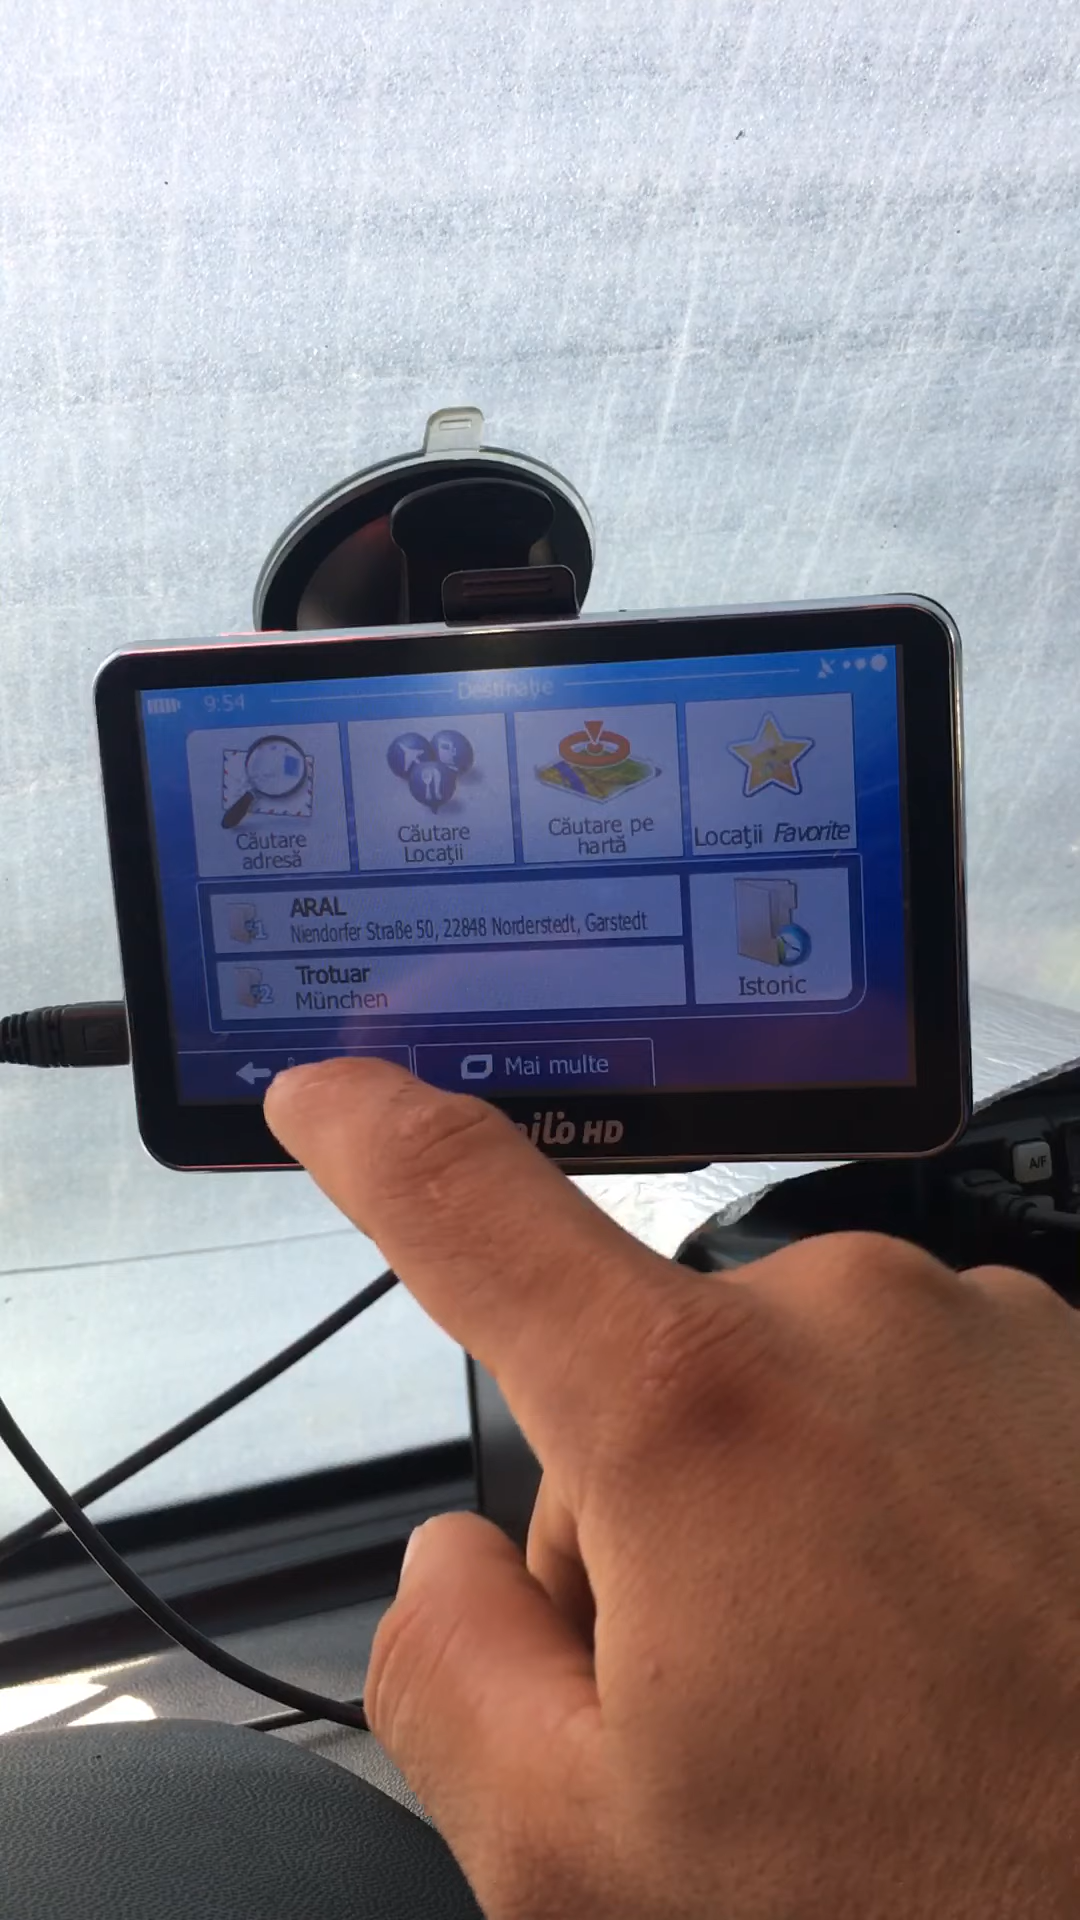 9:54
Destinație
Căutare
adresă
Căutare
Locații
Căutare pe
hartă
Locații Favorite
ARAL
Niendorfer Straße 50, 22848 Norderstedt, Garstedt
Trotuar
München
Istoric
Mai multe
HD
A/F